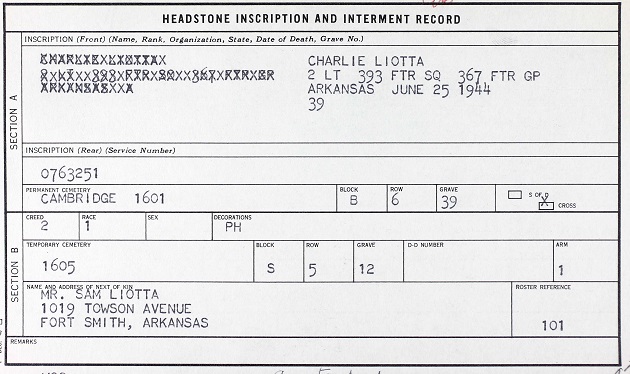 HEADSTONE INSCRIPTION AND INTERMENT RECORD
SECTION A
INSCRIPTION (Front) (Name, Rank, Organization, State, Date of Death, Grave No.)
CHARLIE LIOTTA
2 LT 393 FTR SQ 367 FTR GP
ARKANSAS JUNE 25 1944
39
INSCRIPTION (Rear) (Service Number)
0763251
PERMANENT CEMETERY BLOCK ROW GRAVE
CAMBRIDGE 1601 B 6 39
S OF D
CROSS
SECTION B
CREED RACE SEX DECORATIONS
2 1 PH
TEMPORARY CEMETERY BLOCK ROW GRAVE D-D NUMBER ARM
1605 S 5 12 1
NAME AND ADDRESS OF NEXT OF KIN ROSTER REFERENCE
MR. SAM LIOTTA
1019 TOWSON AVENUE
FORT SMITH, ARKANSAS
101
REMARKS